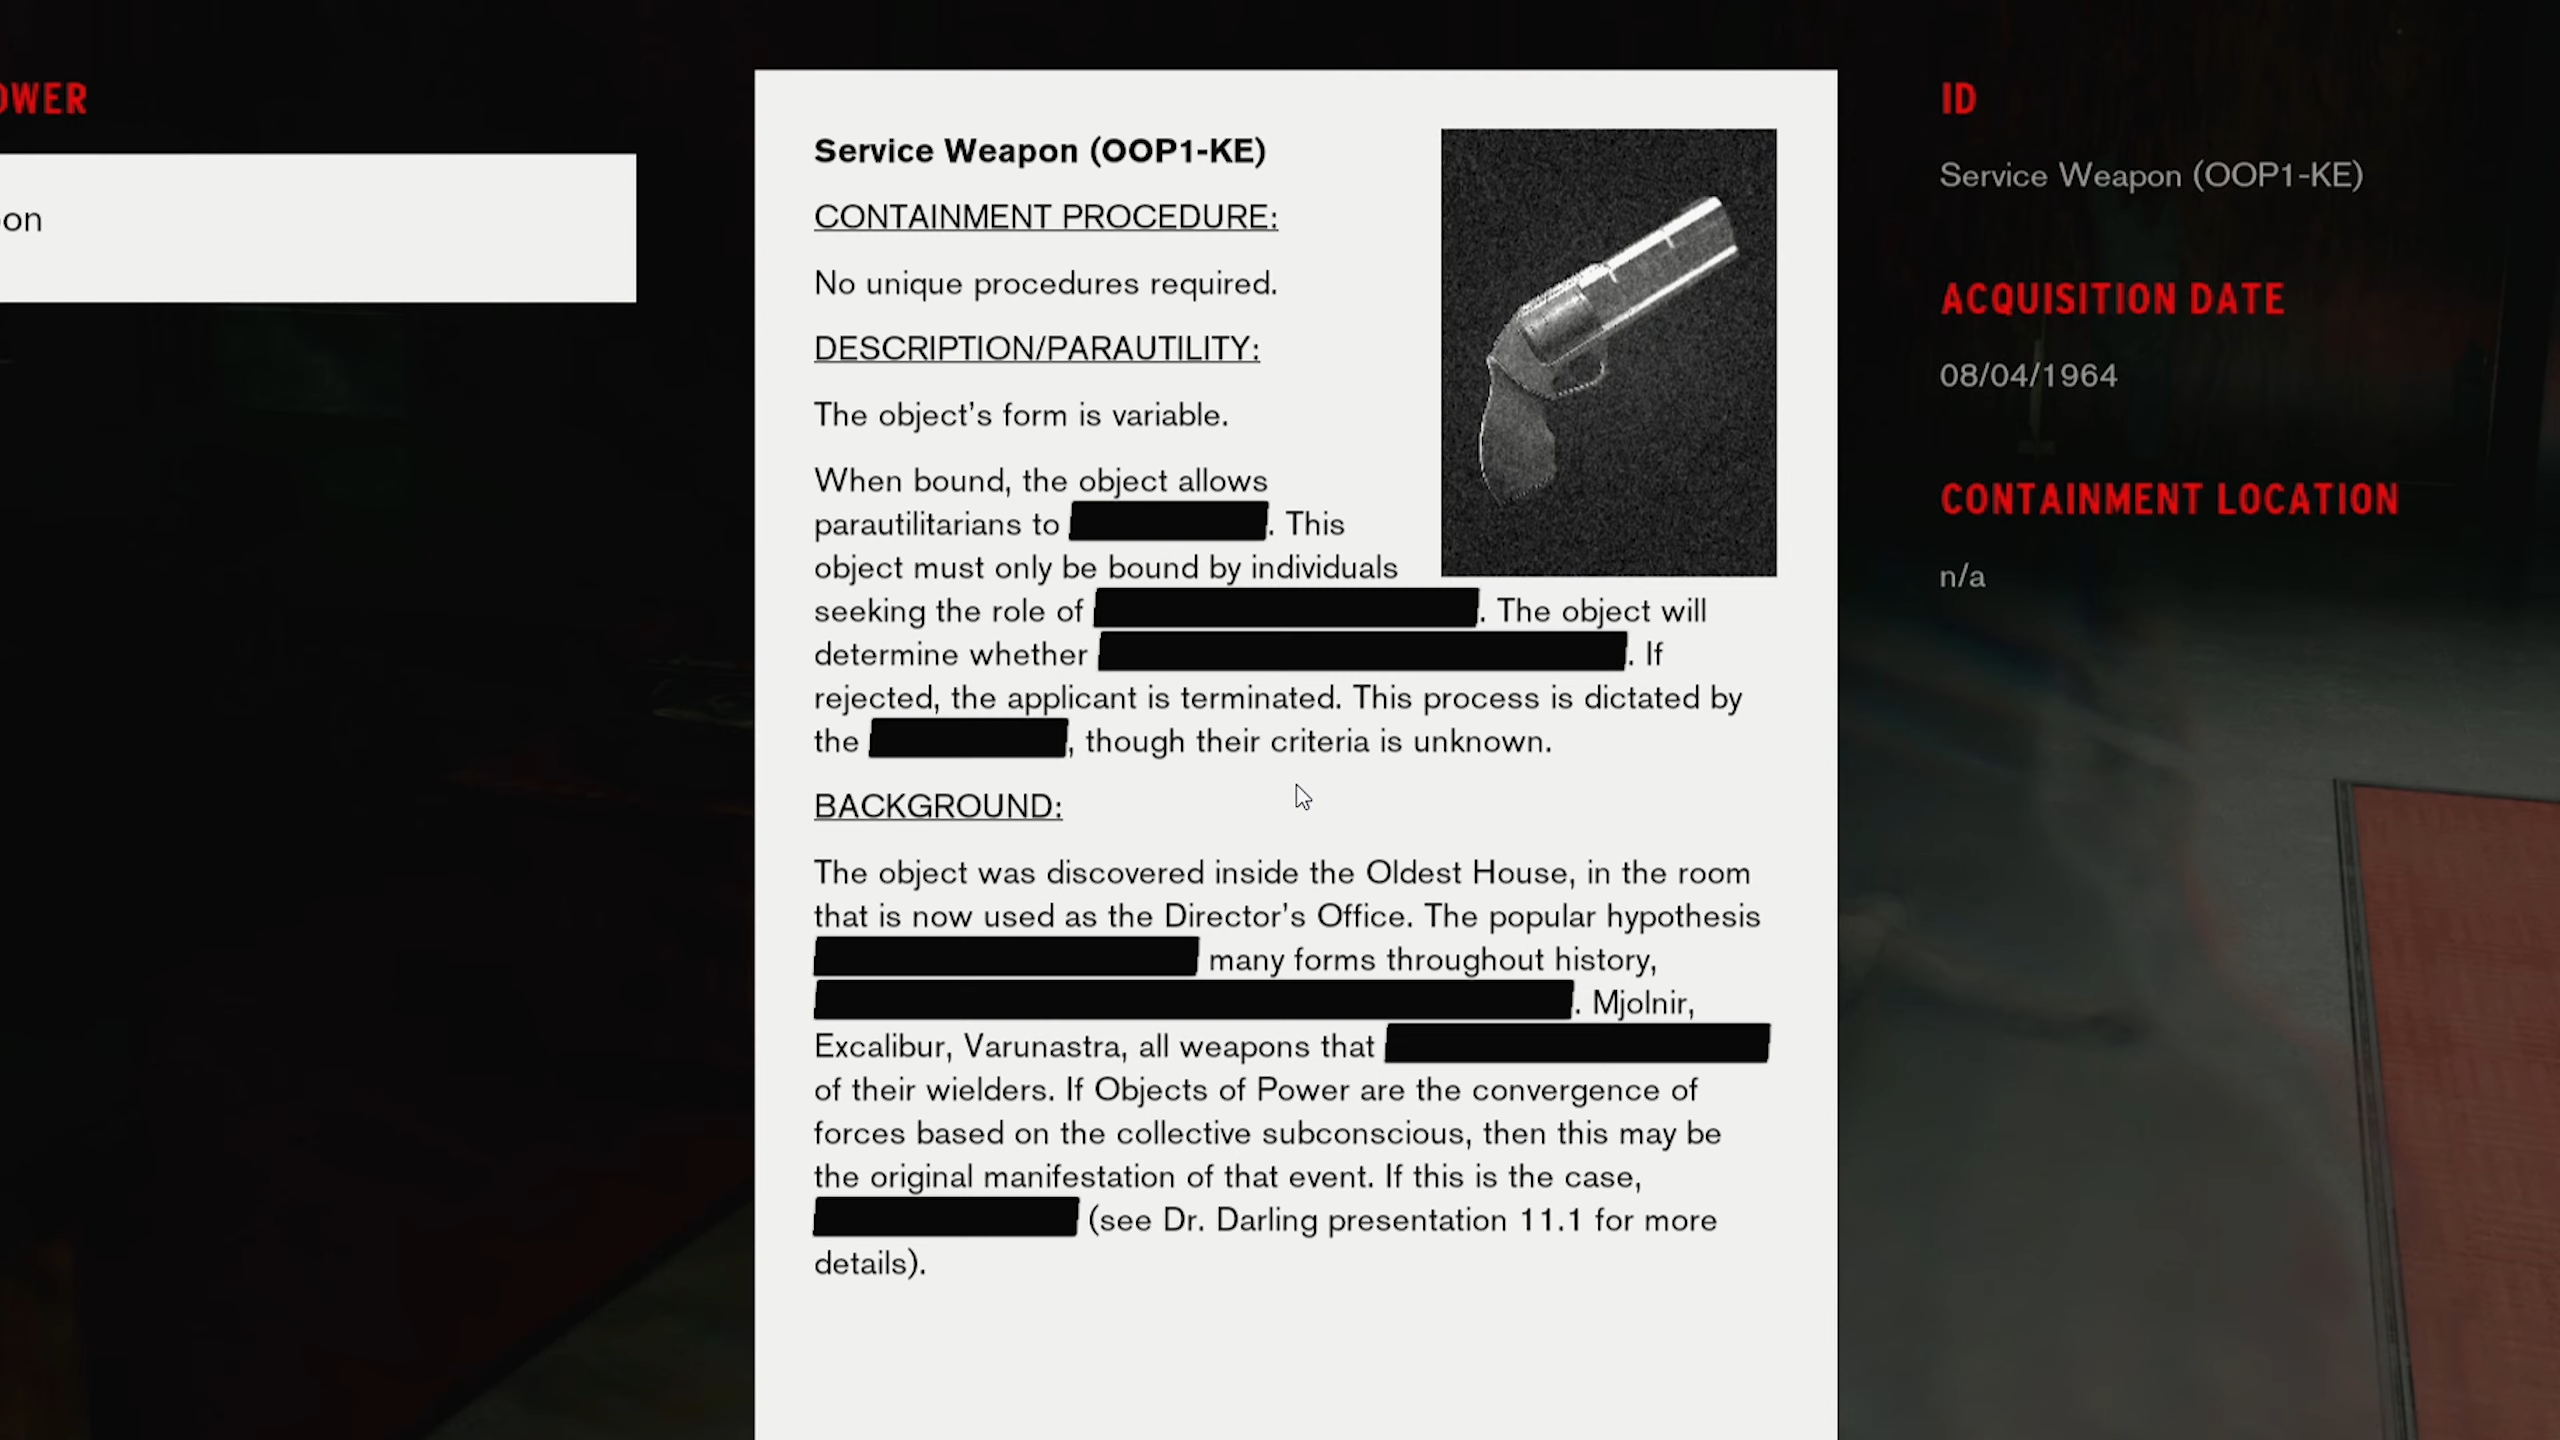 OWER
on
Service Weapon (OOP1-KE)
CONTAINMENT PROCEDURE:
No unique procedures required.
DESCRIPTION/PARAUTILITY:
The object's form is variable.
When bound, the object allows
parautilitarians to . This
object must only be bound by individuals
seeking the role of . The object will
determine whether . If
rejected, the applicant is terminated. This process is dictated by
the , though their criteria is unknown.
BACKGROUND:
The object was discovered inside the Oldest House, in the room
that is now used as the Director's Office. The popular hypothesis
many forms throughout history,
. Mjolnir,
Excalibur, Varunastra, all weapons that
of their wielders. If Objects of Power are the convergence of
forces based on the collective subconscious, then this may be
the original manifestation of that event. If this is the case,
(see Dr. Darling presentation 11.1 for more
details).
ID
Service Weapon (OOP1-KE)
ACQUISITION DATE
08/04/1964
CONTAINMENT LOCATION
n/a